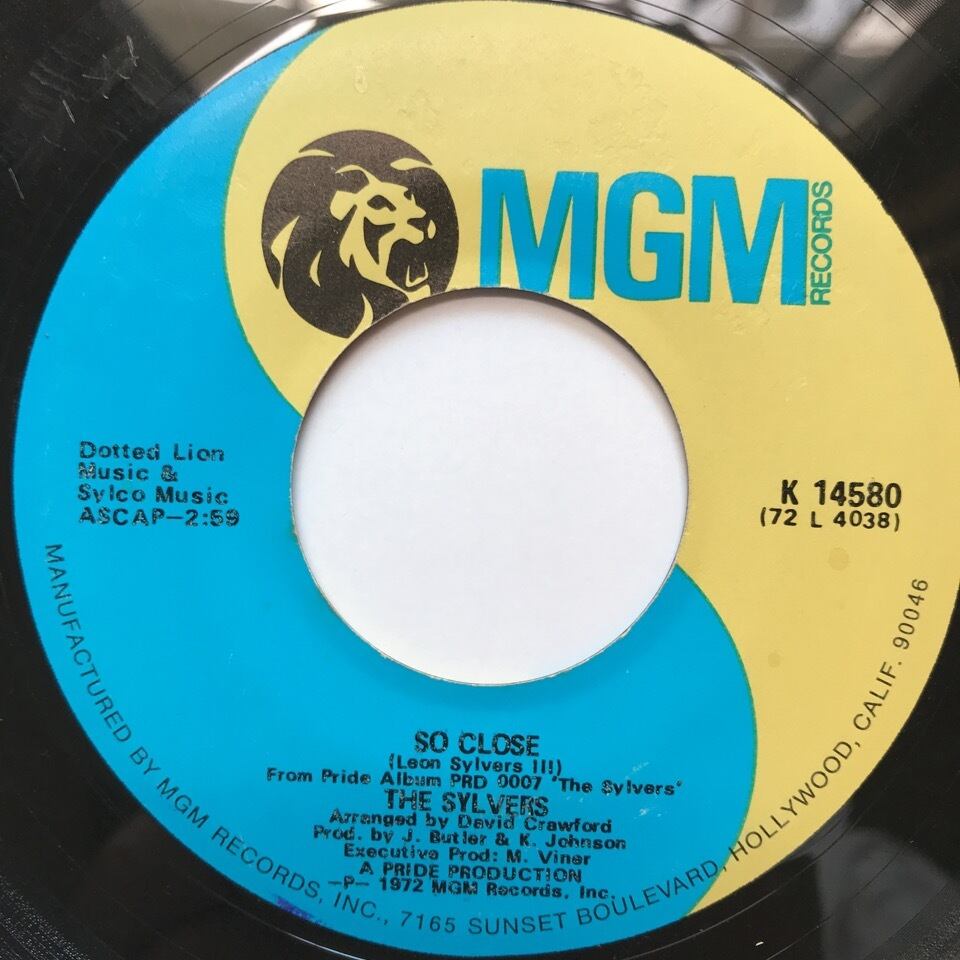 MGM
RECORDS
Dotted Lion
Music &
Sylco Music
ASCAP-2:59
K 14580
(72 L 4038)
SO CLOSE
(Leon Sylvers III)
From Pride Album PRD 0007 "The Sylvers"
THE SYLVERS
Arranged by David Crawford
Prod. by J. Butler & K. Johnson
Executive Prod: M. Viner
A PRIDE PRODUCTION
-P- 1972 MGM Records, Inc.
MANUFACTURED BY MGM RECORDS, INC., 7165 SUNSET BOULEVARD, HOLLYWOOD, CALIF. 90046